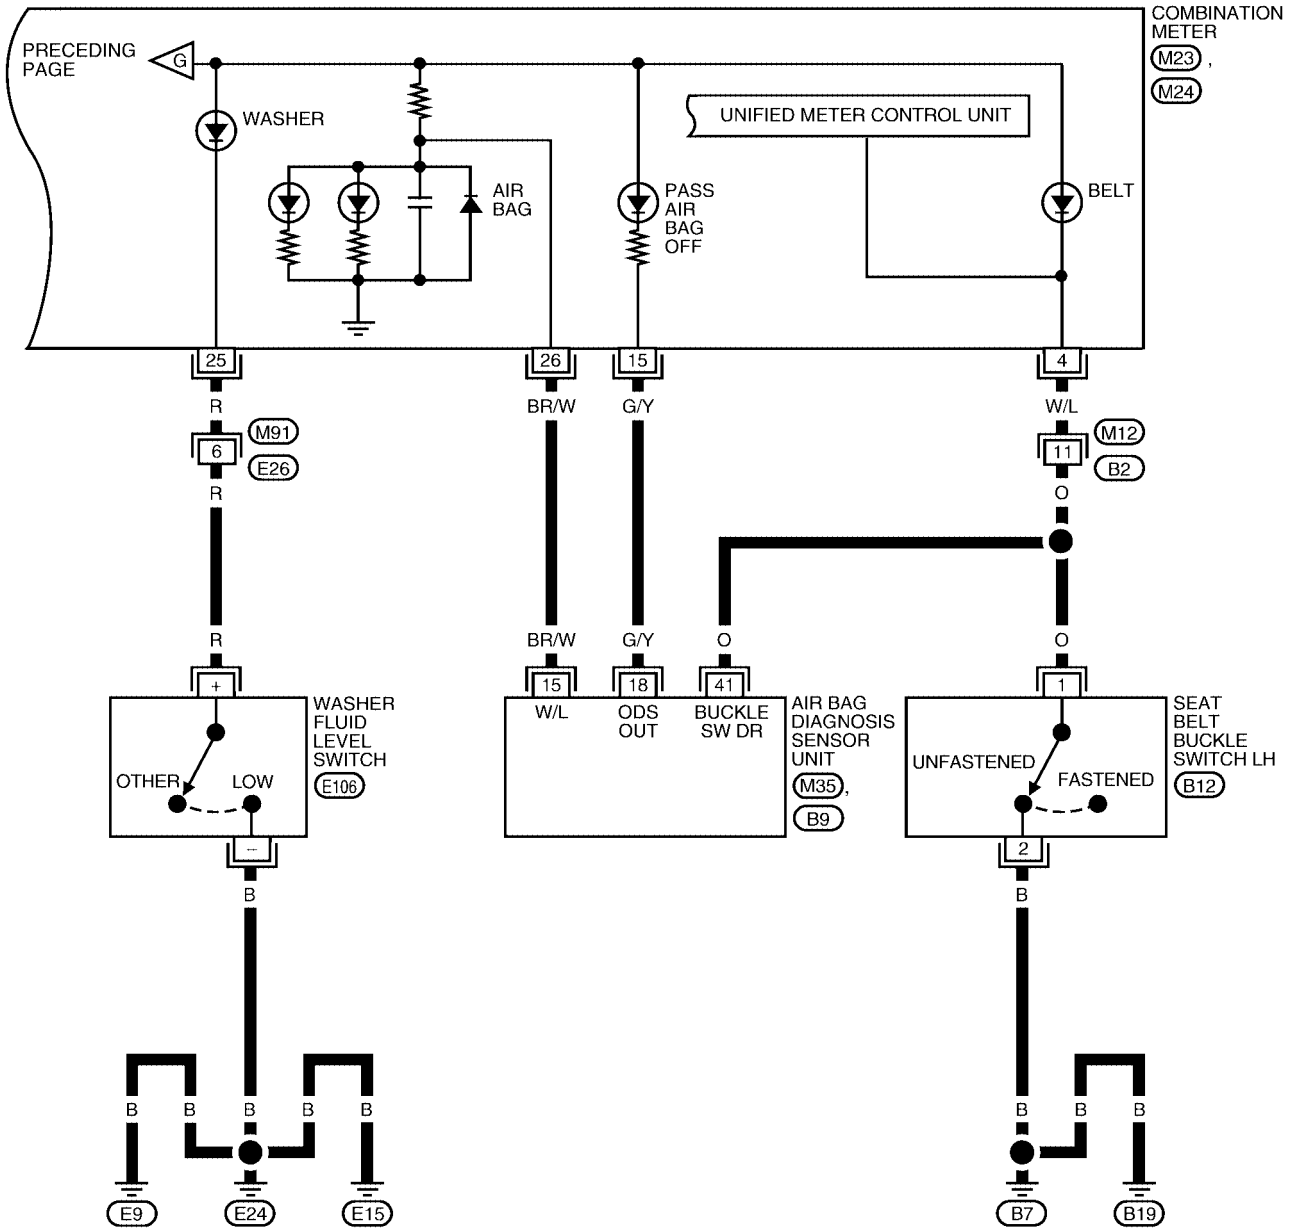 COMBINATION
METER
M23 ,
M24
PRECEDING
PAGE
G
WASHER
UNIFIED METER CONTROL UNIT
AIR
BAG
PASS
AIR
BAG
OFF
BELT
25
26
15
4
R
BR/W
G/Y
W/L
M91
6
E26
M12
11
B2
R
O
R
BR/W
G/Y
O
O
+
15
18
41
1
WASHER
FLUID
LEVEL
SWITCH
E106
OTHER
LOW
W/L
ODS
OUT
BUCKLE
SW DR
AIR BAG
DIAGNOSIS
SENSOR
UNIT
M35,
B9
UNFASTENED
FASTENED
SEAT
BELT
BUCKLE
SWITCH LH
B12
–
2
B
B
B
B
B
B
B
B
B
B
E9
E24
E15
B7
B19